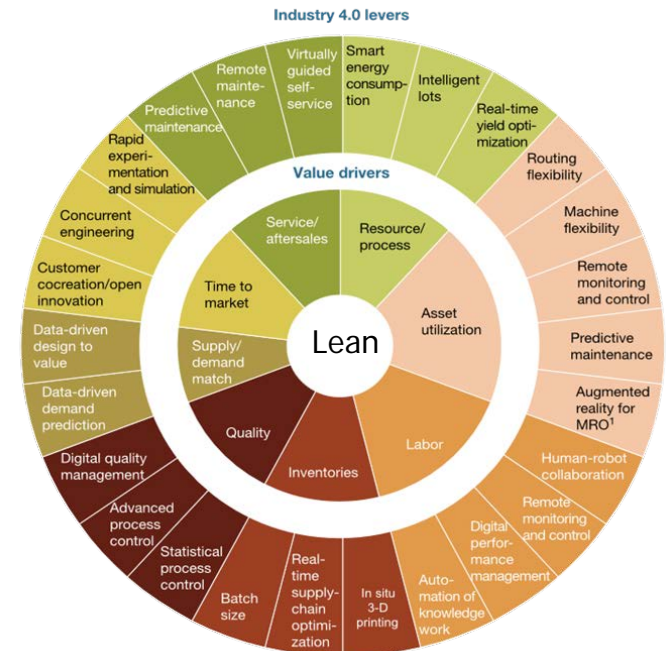 Industry 4.0 levers
Smart
energy
consump-
tion
Intelligent
lots
Real-time
yield opti-
mization
Routing
flexibility
Machine
flexibility
Remote
monitoring
and control
Predictive
maintenance
Augmented
reality for
MRO¹
Human-robot
collaboration
Remote
monitoring
and control
Digital
perfor-
mance
management
Auto-
mation of
knowledge
work
In situ
3-D
printing
Real-
time
supply-
chain
optimi-
zation
Batch
size
Statistical
process
control
Advanced
process
control
Digital quality
management
Data-driven
demand
prediction
Data-driven
design to
value
Customer
cocreation/open
innovation
Concurrent
engineering
Rapid
experi-
mentation
and simulation
Predictive
maintenance
Remote
mainte-
nance
Virtually
guided
self-
service
Value drivers
Resource/
process
Asset
utilization
Labor
Inventories
Quality
Supply/
demand
match
Time to
market
Service/
aftersales
Lean